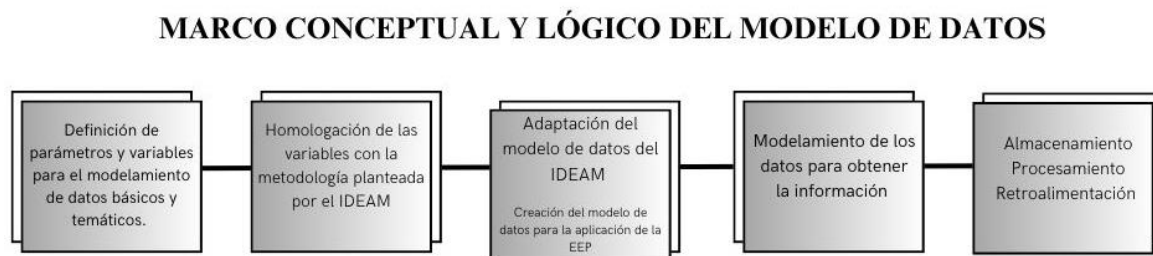 MARCO CONCEPTUAL Y LÓGICO DEL MODELO DE DATOS
Definición de
parámetros y variables
para el modelamiento
de datos básicos y
temáticos.
Homologación de las
variables con la
metodología planteada
por el IDEAM
Adaptación del
modelo de datos del
IDEAM
Creación del modelo de
datos para la aplicación de la
EEP
Modelamiento de los
datos para obtener
la información
Almacenamiento
Procesamiento
Retroalimentación